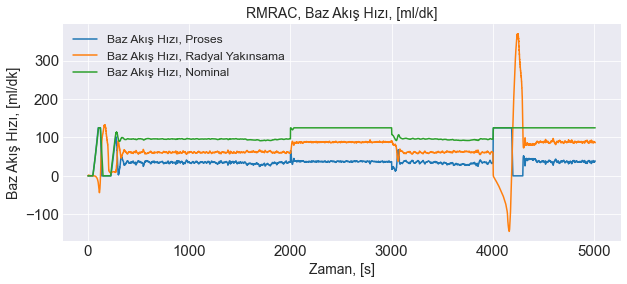 RMRAC, Baz Akış Hızı, [ml/dk]
Baz Akış Hızı, [ml/dk]
Baz Akış Hızı, Proses
Baz Akış Hızı, Radyal Yakınsama
Baz Akış Hızı, Nominal
300
200
100
0
−100
0 1000 2000 3000 4000 5000
Zaman, [s]